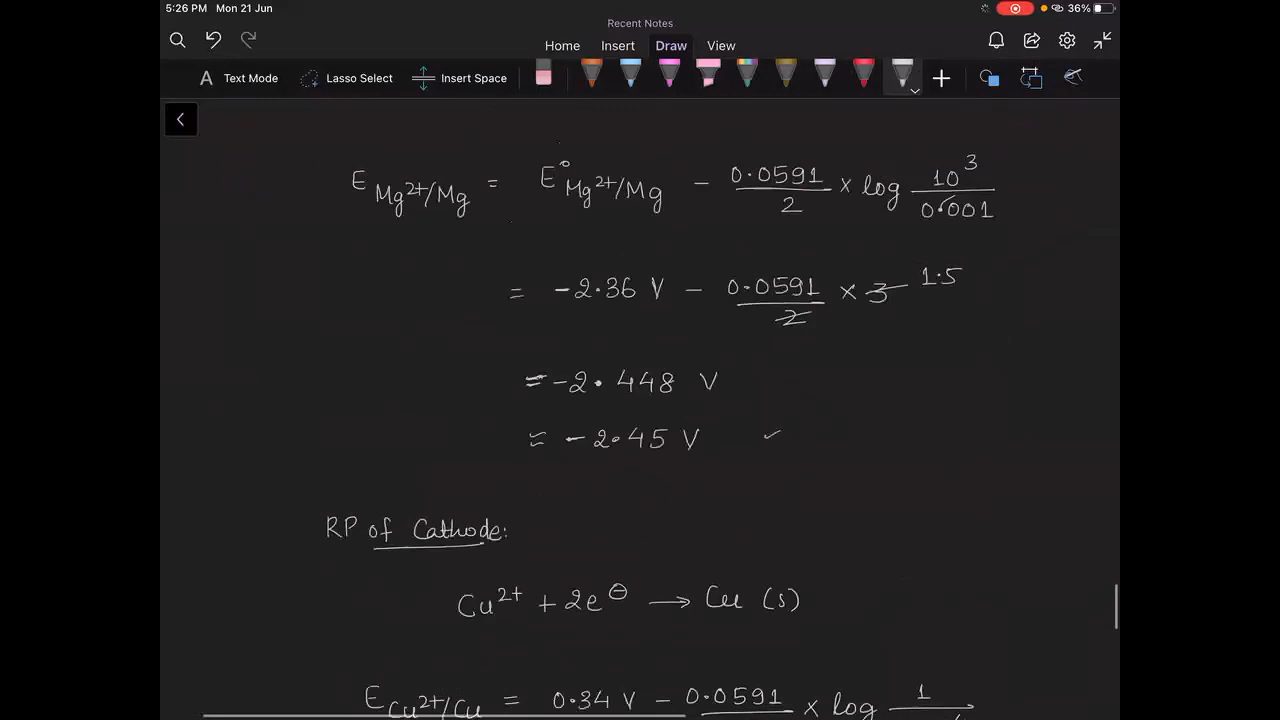 5:26 PM Mon 21 Jun
36%
Recent Notes
Home Insert Draw View
A Text Mode Lasso Select Insert Space
E Mg²⁺/Mg = E° Mg²⁺/Mg - 0.0591/2 × log 10³/0.001
= -2.36 V - 0.0591/2 × 3 1.5
= -2.448 V
≈ -2.45 V ✓
RP of Cathode:
Cu²⁺ + 2e⊖ → Cu (s)
E Cu²⁺/Cu = 0.34 V - 0.0591 × log 1